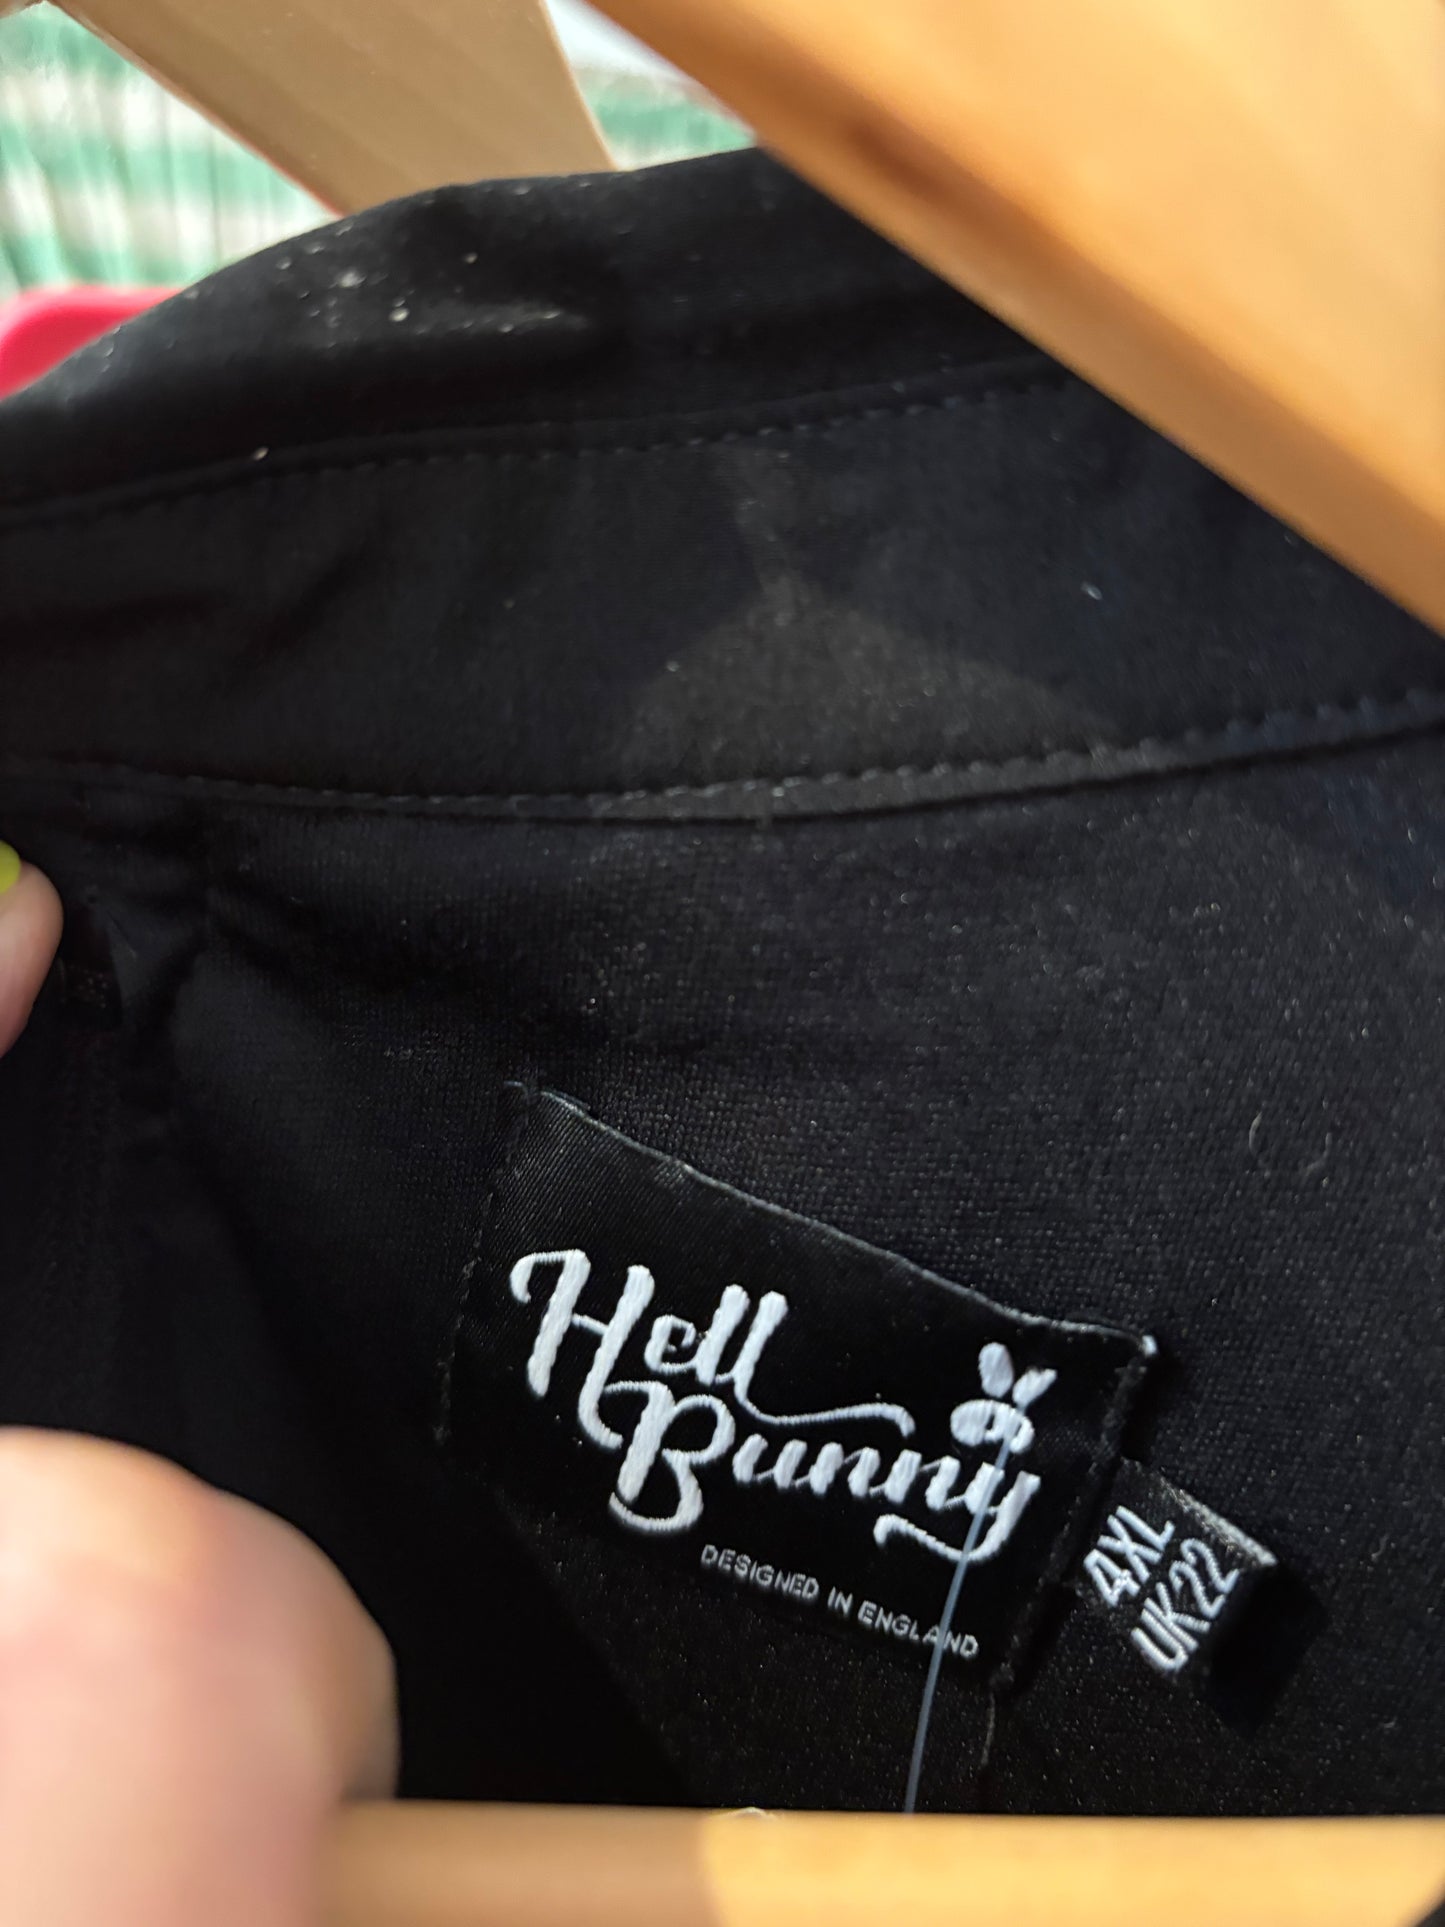 Hell
Bunny
DESIGNED IN ENGLAND
4XL
UK22